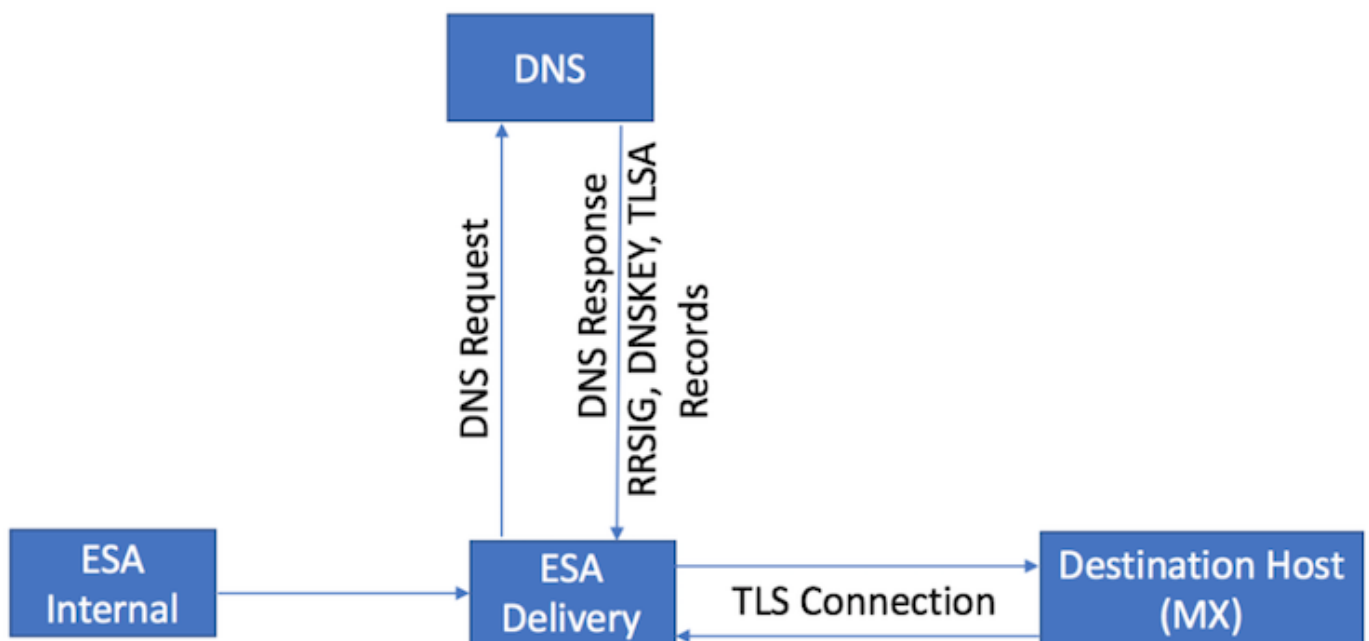 DNS
DNS Request
DNS Response
RRSIG, DNSKEY, TLSA
Records
ESA
Internal
ESA
Delivery
TLS Connection
Destination Host
(MX)